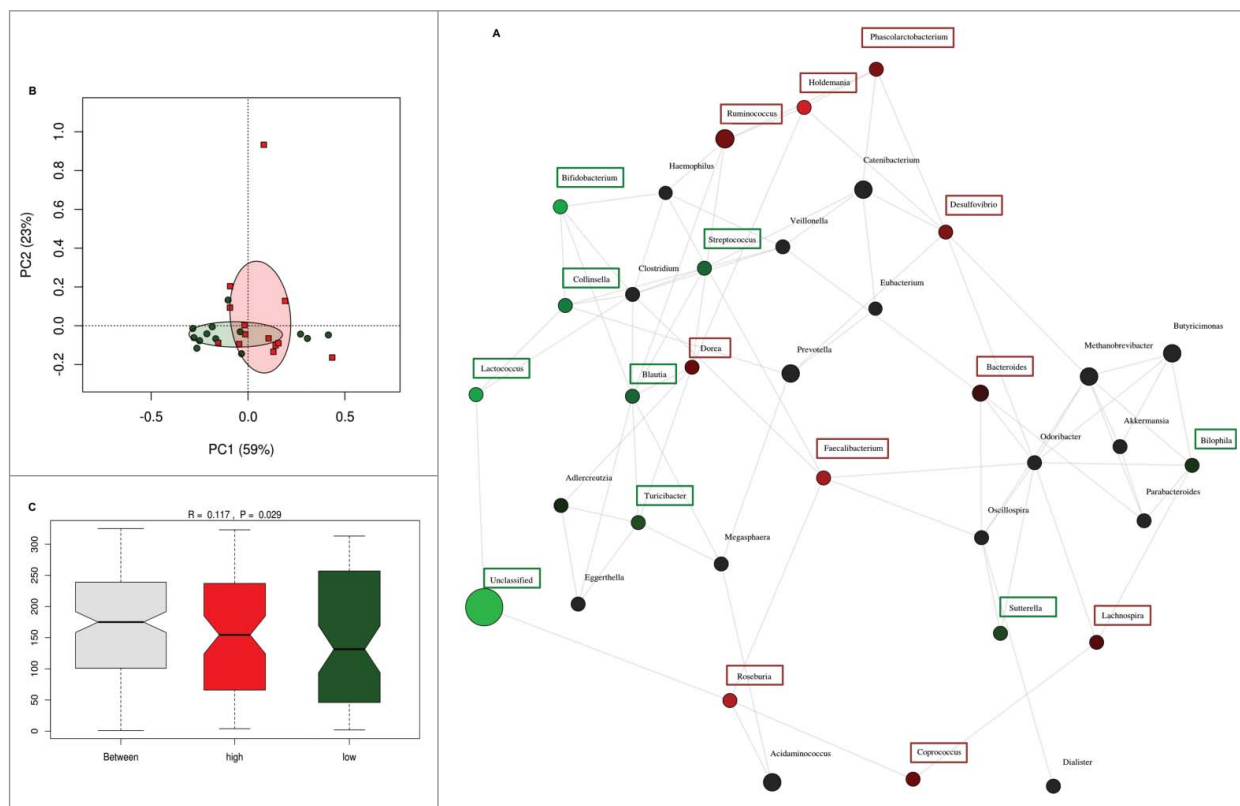 A
Phascolarctobacterium
Holdemania
Ruminococcus
Haemophilus
Catenibacterium
Bifidobacterium
Desulfovibrio
Veillonella
Streptococcus
Clostridium
Collinsella
Eubacterium
Butyricimonas
Methanobrevibacter
Dorea
Prevotella
Lactococcus
Blautia
Bacteroides
Akkermansia
Odoribacter
Bilophila
Faecalibacterium
Adlercreutzia
Parabacteroides
Turicibacter
Oscillospira
Megasphaera
Unclassified
Eggerthella
Sutterella
Lachnospira
Roseburia
Acidaminococcus
Coprococcus
Dialister
B
PC2 (23%)
1.0
0.8
0.6
0.4
0.2
0.0
-0.2
-0.5 0.0 0.5
PC1 (59%)
C
R = 0.117 , P = 0.029
300
250
200
150
100
50
0
Between high low